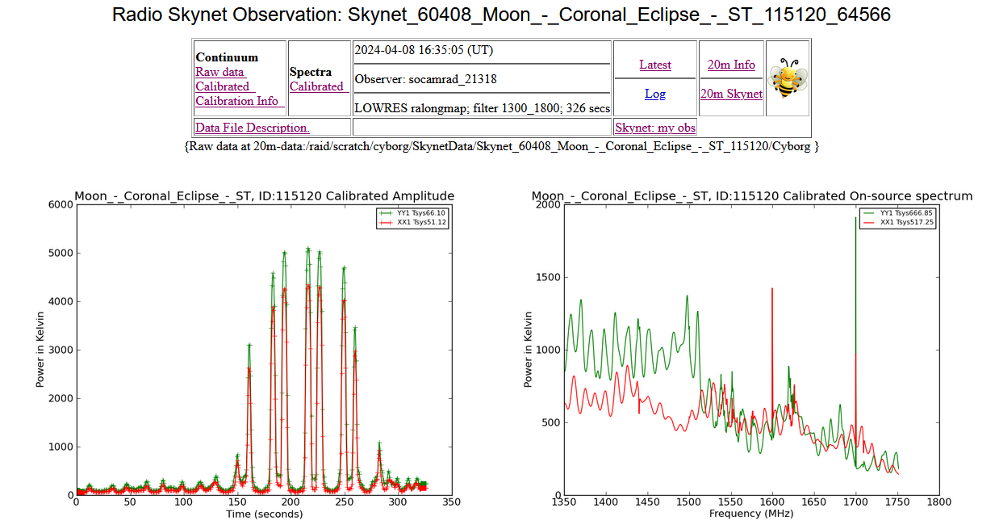 Radio Skynet Observation: Skynet_60408_Moon_-_Coronal_Eclipse_-_ST_115120_64566
Continuum
Raw data
Calibrated
Calibration Info
Spectra
Calibrated
2024-04-08 16:35:05 (UT)
Observer: socamrad_21318
LOWRES ralongmap; filter 1300_1800; 326 secs
Latest
Log
20m Info
20m Skynet
Data File Description.
Skynet: my obs
{Raw data at 20m-data:/raid/scratch/cyborg/SkynetData/Skynet_60408_Moon_-_Coronal_Eclipse_-_ST_115120/Cyborg }
Moon_-_Coronal_Eclipse_-_ST, ID:115120 Calibrated Amplitude
YY1 Tsys66.10
XX1 Tsys51.12
6000
5000
4000
3000
2000
1000
0
Power in Kelvin
0 50 100 150 200 250 300 350
Time (seconds)
Moon_-_Coronal_Eclipse_-_ST, ID:115120 Calibrated On-source spectrum
YY1 Tsys666.85
XX1 Tsys517.25
2000
1500
1000
500
0
Power in Kelvin
1350 1400 1450 1500 1550 1600 1650 1700 1750 1800
Frequency (MHz)